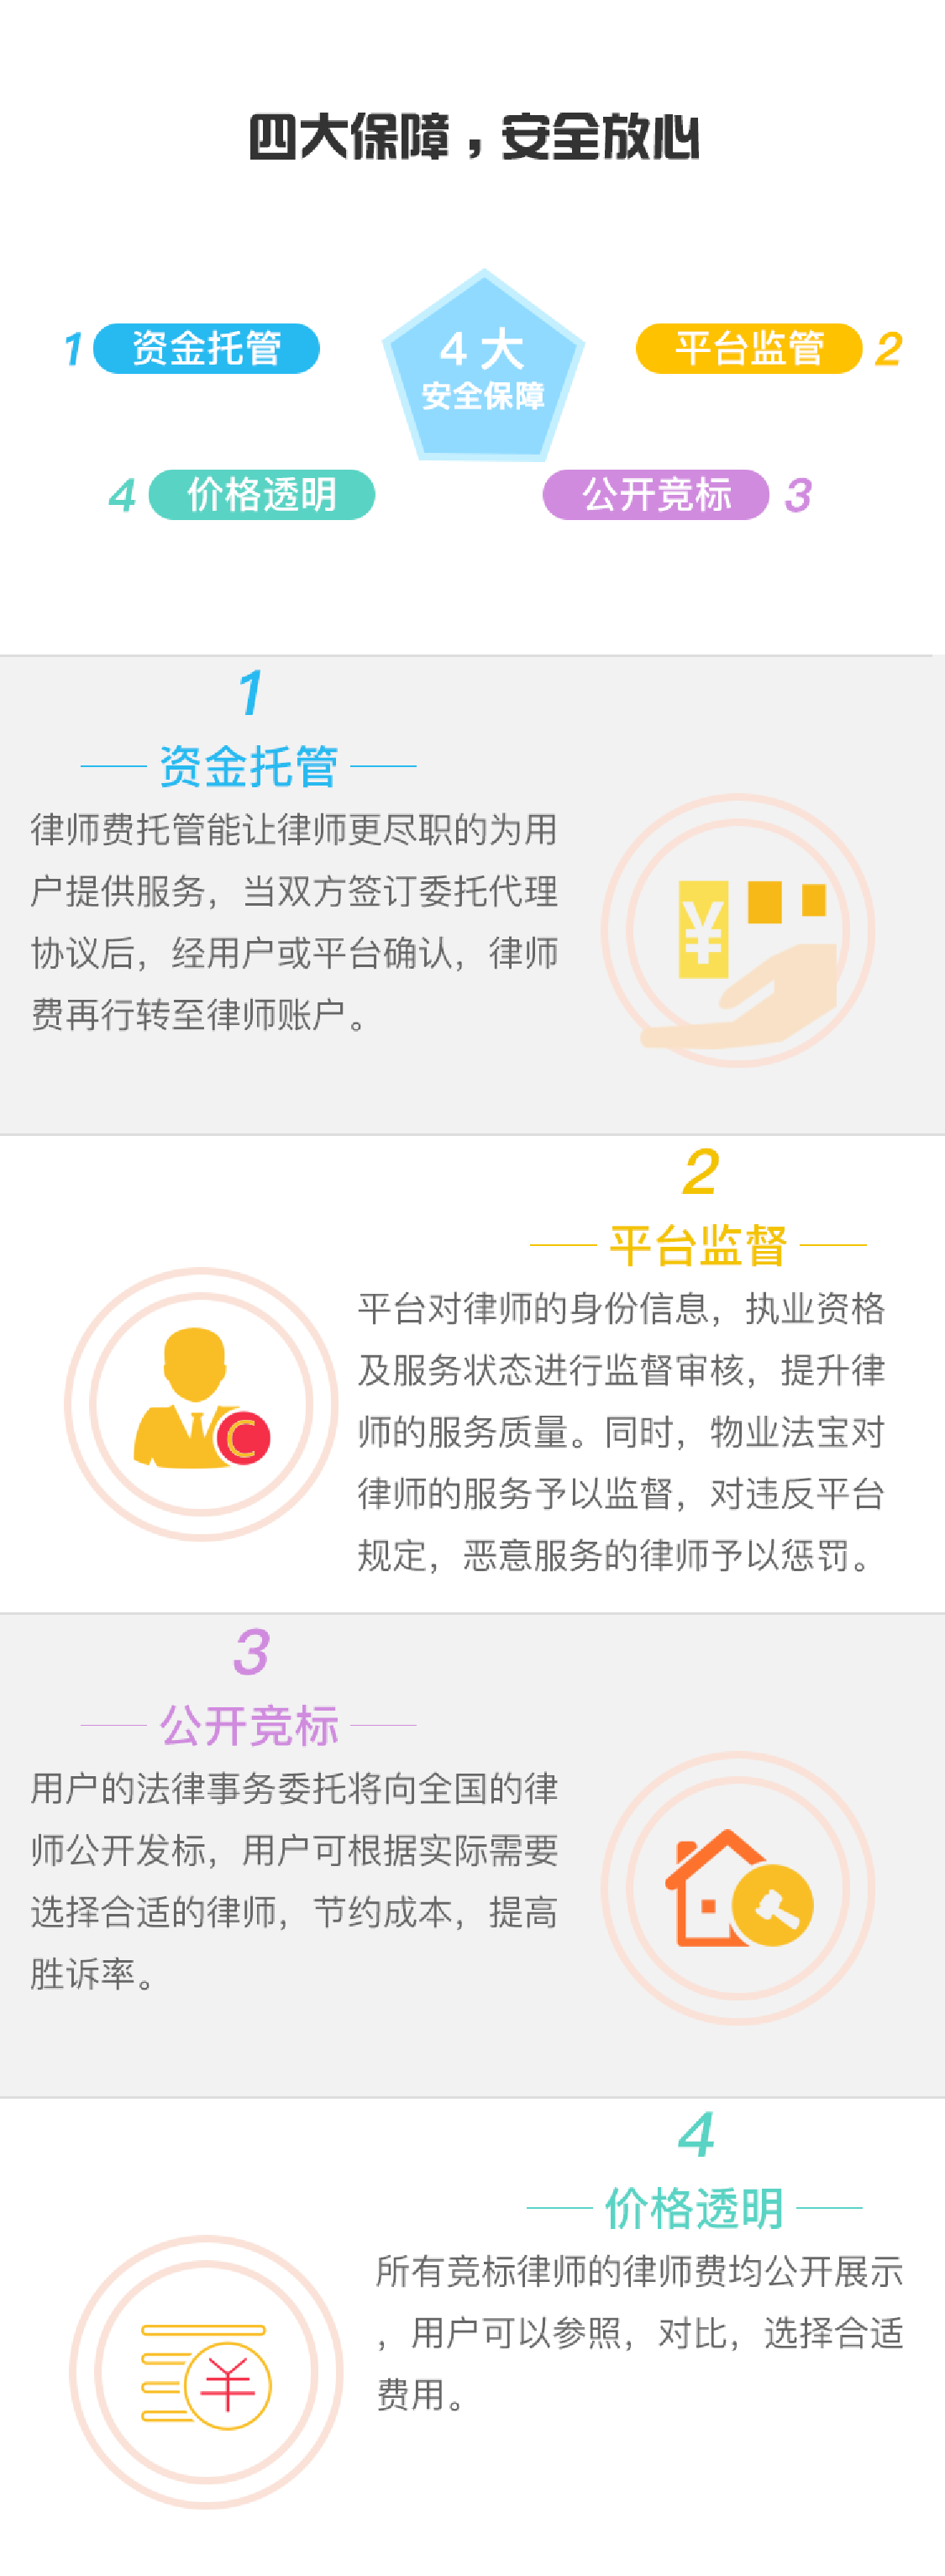 四大保障，安全放心
1 资金托管
4 大
安全保障
平台监管 2
4 价格透明
公开竞标 3
1
资金托管
律师费托管能让律师更尽职的为用
户提供服务，当双方签订委托代理
协议后，经用户或平台确认，律师
费再行转至律师账户。
¥
2
平台监督
平台对律师的身份信息，执业资格
及服务状态进行监督审核，提升律
师的服务质量。同时，物业法宝对
律师的服务予以监督，对违反平台
规定，恶意服务的律师予以惩罚。
C
3
公开竞标
用户的法律事务委托将向全国的律
师公开发标，用户可根据实际需要
选择合适的律师，节约成本，提高
胜诉率。
4
价格透明
所有竞标律师的律师费均公开展示
，用户可以参照，对比，选择合适
费用。
¥